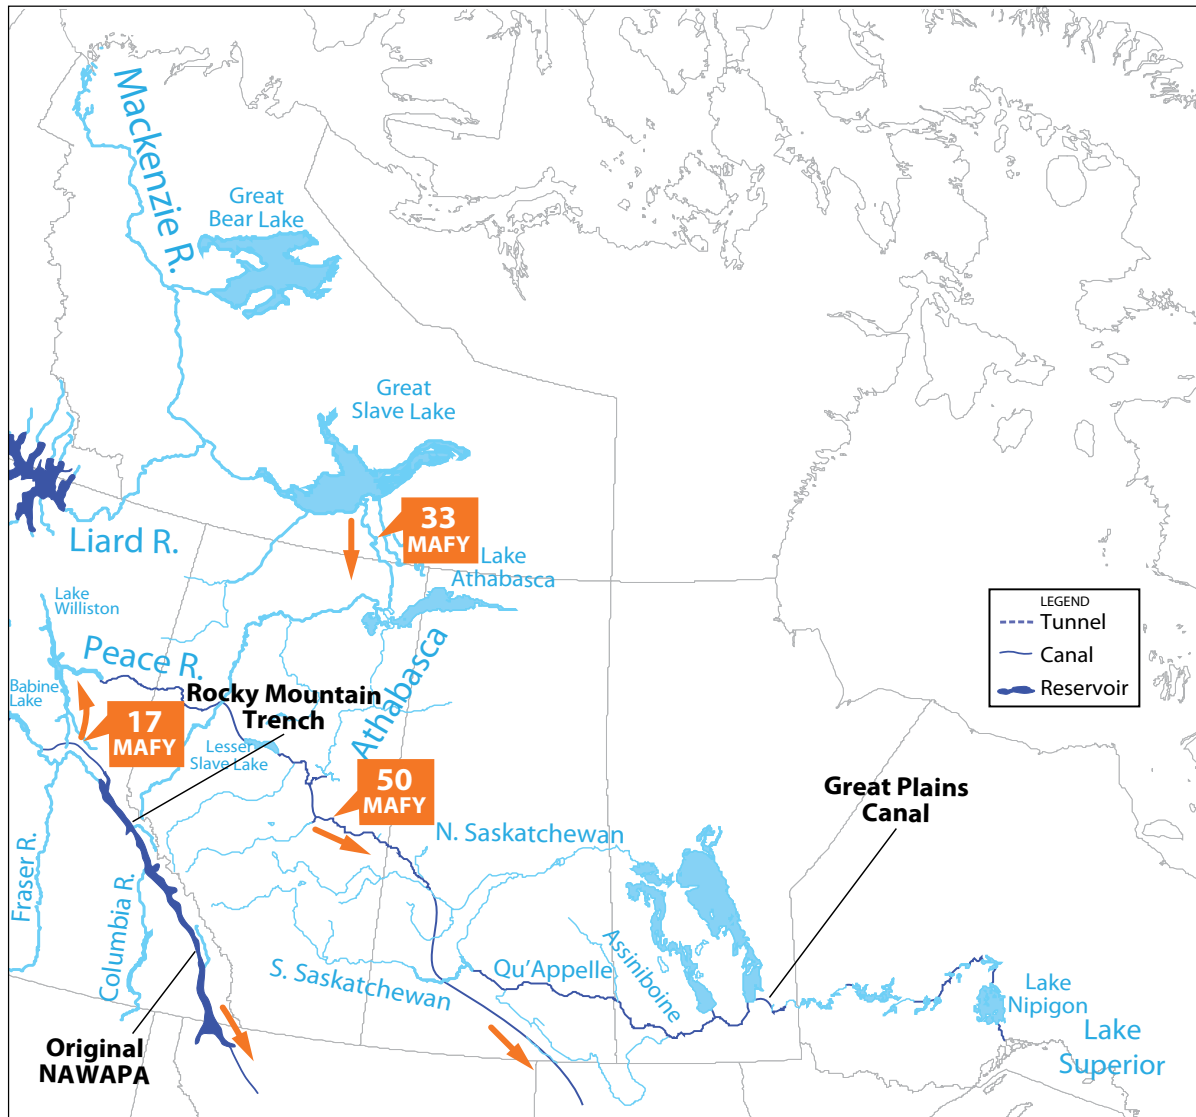 Mackenzie R.
Great
Bear Lake
Great
Slave Lake
33
MAFY
Liard R.
Lake
Athabasca
Lake
Williston
LEGEND
Tunnel
Canal
Reservoir
Peace R.
Athabasca
Babine
Lake
Rocky Mountain
Trench
17
MAFY
Lesser
Slave Lake
50
MAFY
Great Plains
Canal
N. Saskatchewan
Fraser R.
Columbia R.
S. Saskatchewan
Qu'Appelle
Assiniboine
Lake
Nipigon
Lake
Superior
Original
NAWAPA